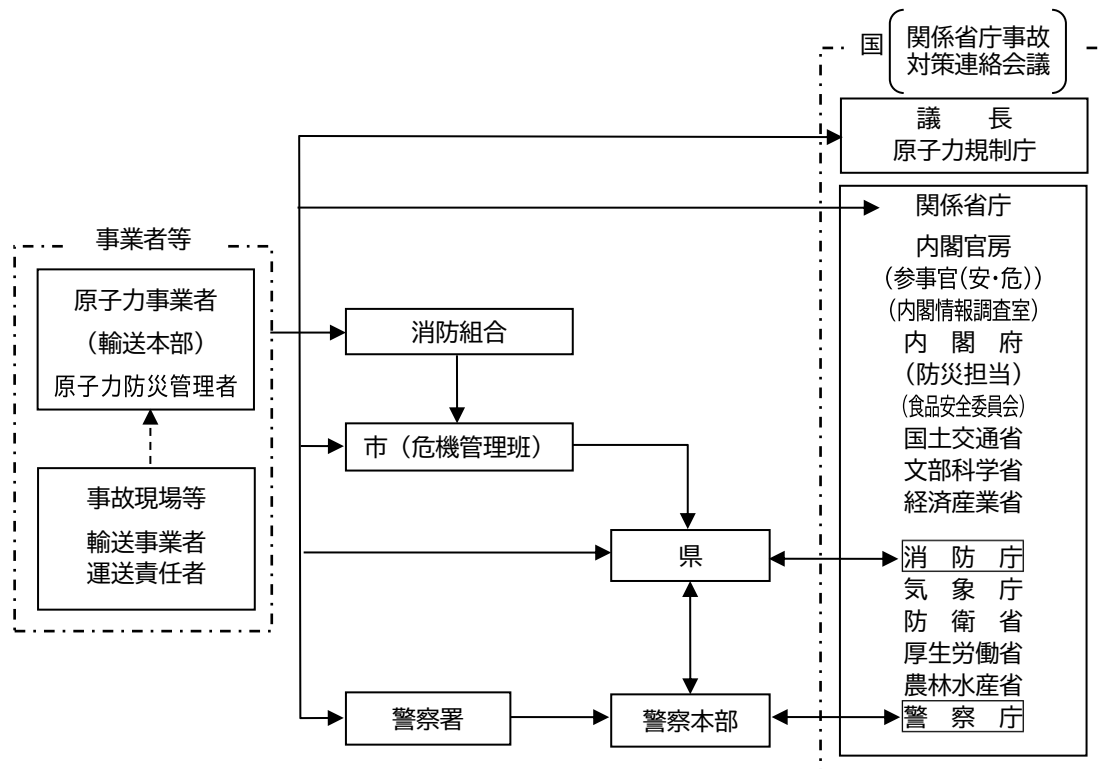 国
関係省庁事故
対策連絡会議
議　　長
原子力規制庁
関係省庁
内閣官房
（参事官（安・危））
（内閣情報調査室）
内　閣　府
（防災担当）
（食品安全委員会）
国土交通省
文部科学省
経済産業省
消　防　庁
気　象　庁
防　衛　省
厚生労働省
農林水産省
警　察　庁
事業者等
原子力事業者
（輸送本部）
原子力防災管理者
事故現場等
輸送事業者
運送責任者
消防組合
市（危機管理班）
県
警察署
警察本部